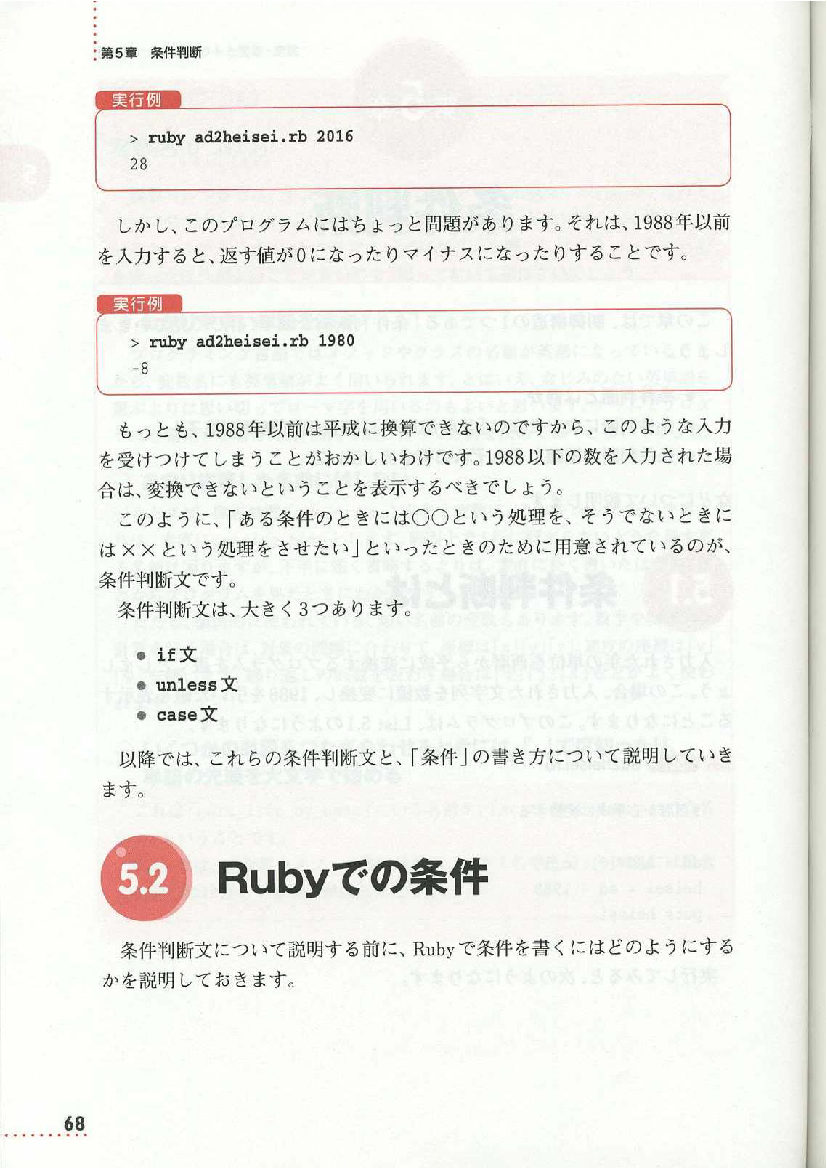 第5章 条件判断
実行例
> ruby ad2heisei.rb 2016
28
しかし、このプログラムにはちょっと問題があります。それは、1988年以前
を入力すると、返す値が0になったりマイナスになったりすることです。
実行例
> ruby ad2heisei.rb 1980
-8
もっとも、1988年以前は平成に換算できないのですから、このような入力
を受けつけてしまうことがおかしいわけです。1988以下の数を入力された場
合は、変換できないということを表示するべきでしょう。
このように、「ある条件のときには〇〇という処理を、そうでないときに
は××という処理をさせたい」といったときのために用意されているのが、
条件判断文です。
条件判断文は、大きく3つあります。
● if文
● unless文
● case文
以降では、これらの条件判断文と、「条件」の書き方について説明していき
ます。
5.2 Rubyでの条件
条件判断文について説明する前に、Rubyで条件を書くにはどのようにする
かを説明しておきます。
68